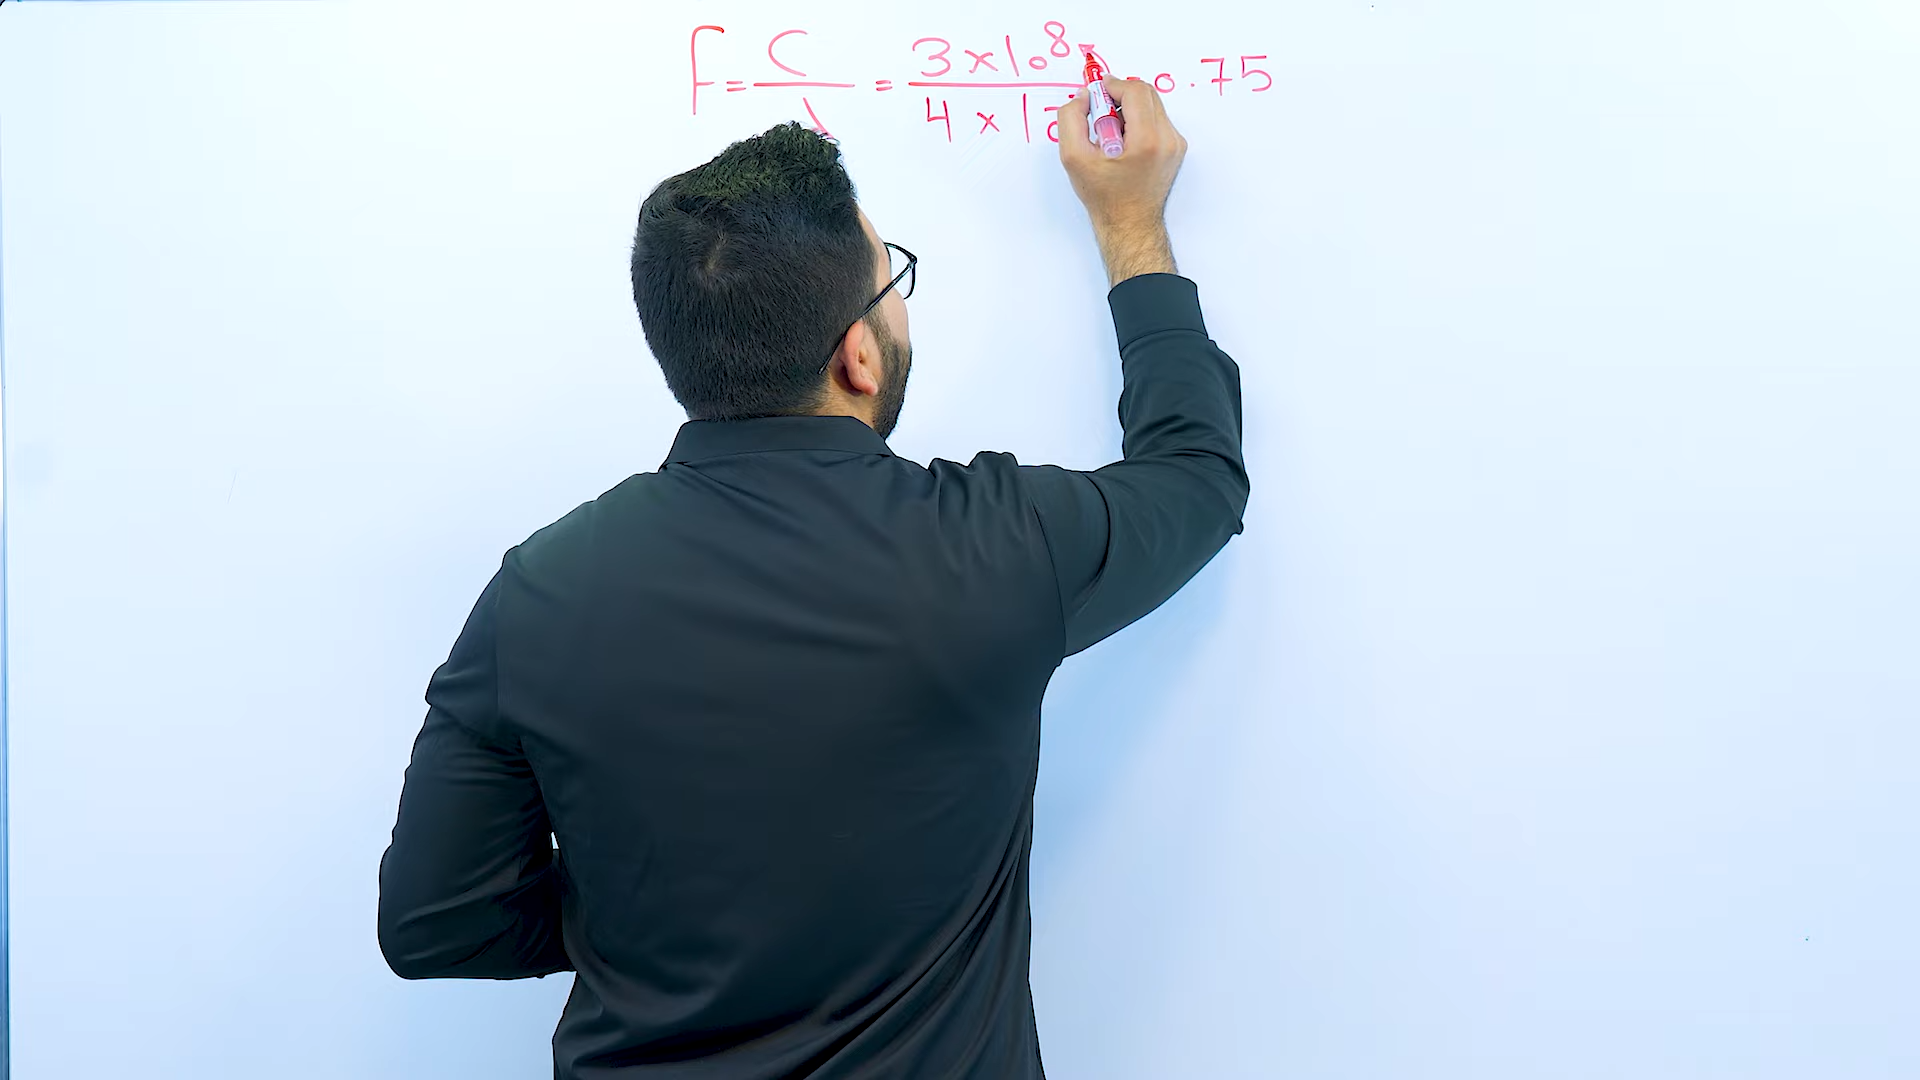 F = C / λ = 3 × 10⁸ / 4 × 10 = 0.75